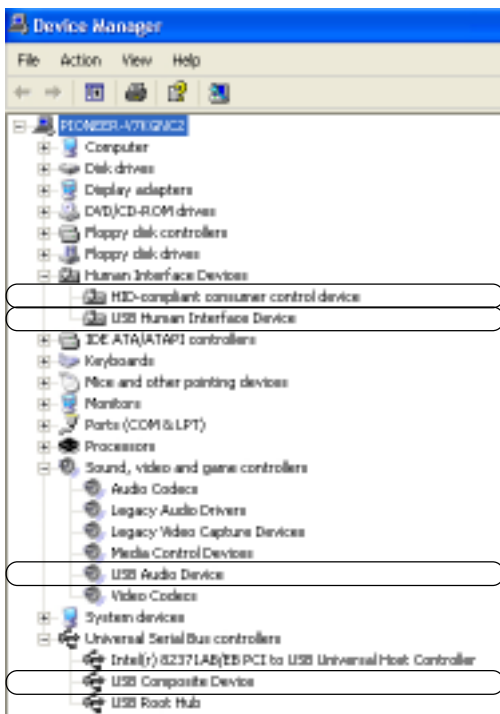 Device Manager
File Action View Help
PIONEER-V7KGNC2
Computer
Disk drives
Display adapters
DVD/CD-ROM drives
Floppy disk controllers
Floppy disk drives
Human Interface Devices
HID-compliant consumer control device
USB Human Interface Device
IDE ATA/ATAPI controllers
Keyboards
Mice and other pointing devices
Monitors
Ports (COM & LPT)
Processors
Sound, video and game controllers
Audio Codecs
Legacy Audio Drivers
Legacy Video Capture Devices
Media Control Devices
USB Audio Device
Video Codecs
System devices
Universal Serial Bus controllers
Intel(r) 82371AB/EB PCI to USB Universal Host Controller
USB Composite Device
USB Root Hub